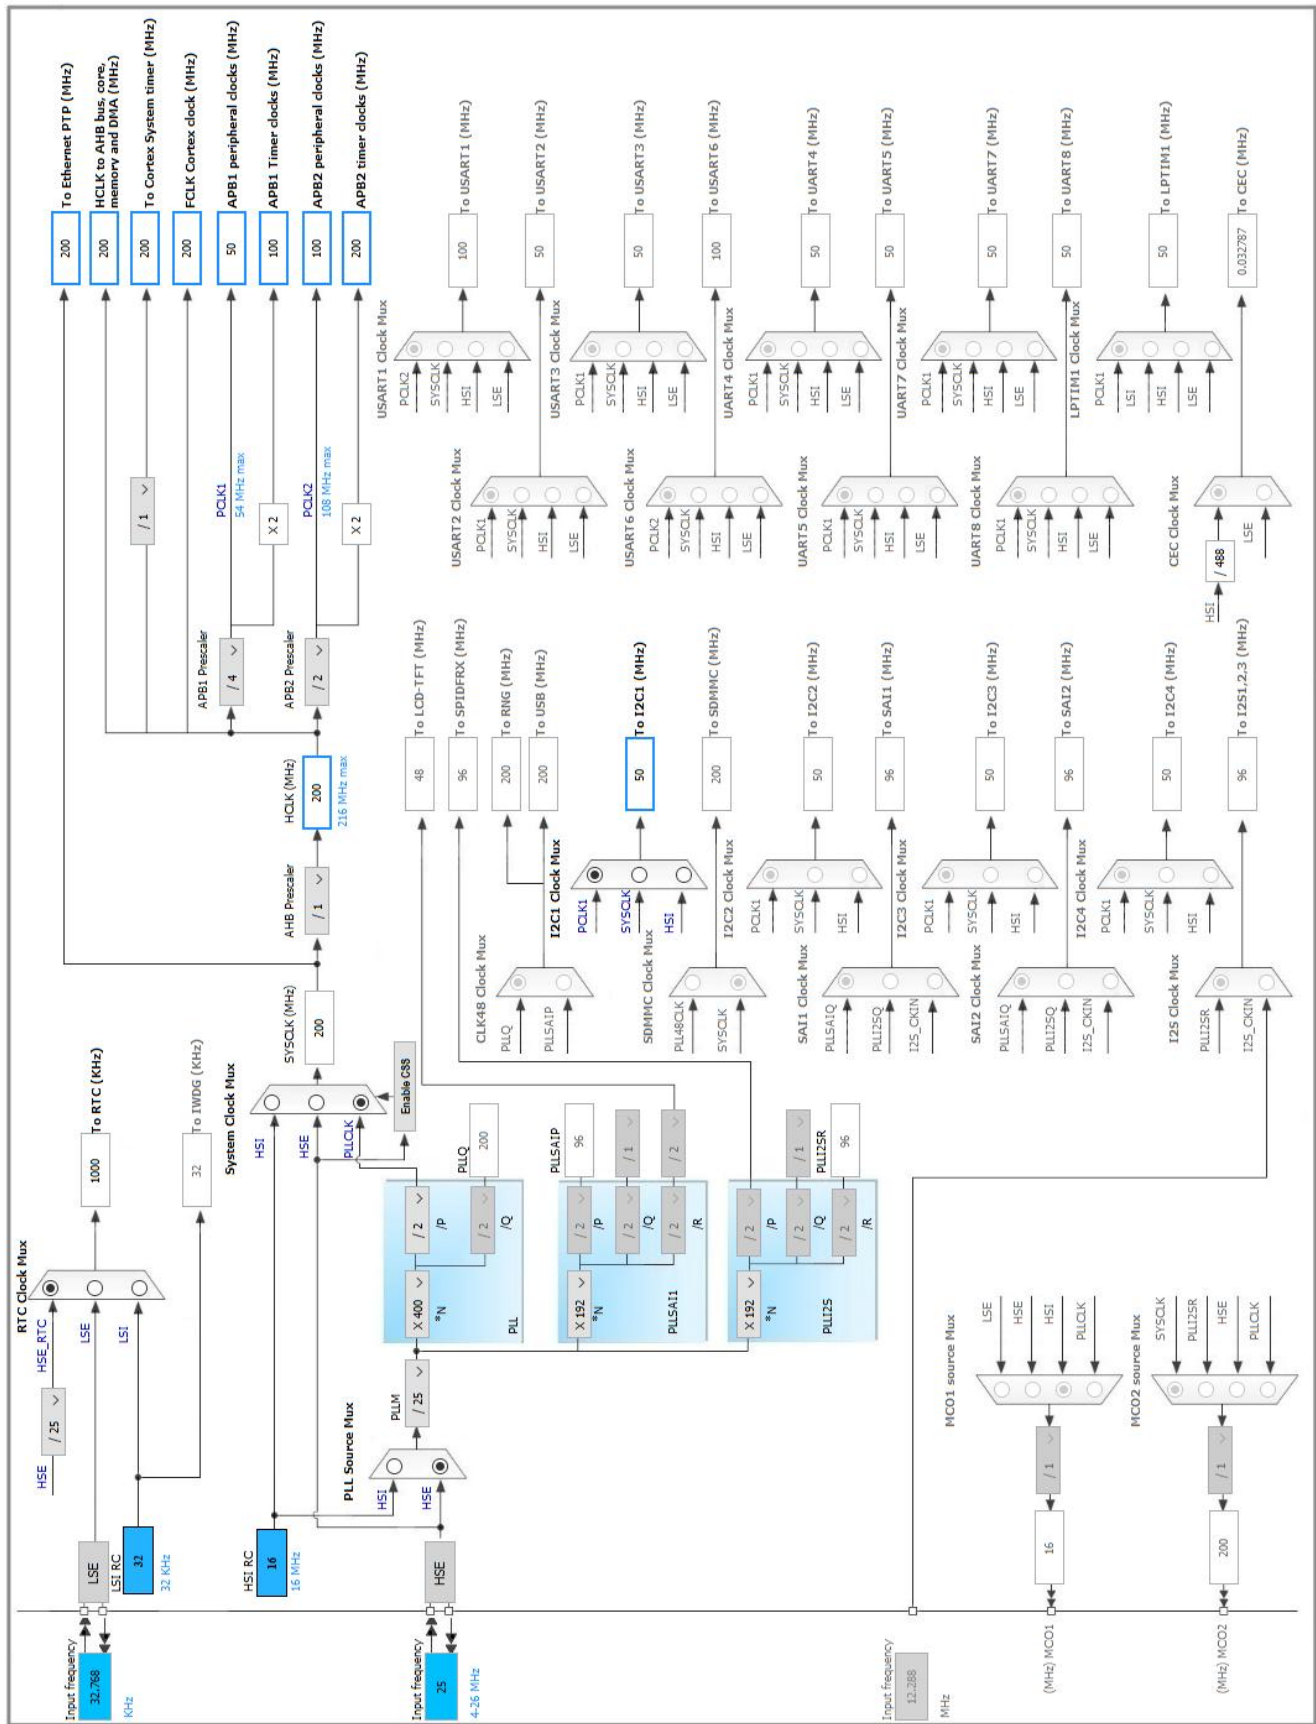 RTC Clock Mux
HSE
/ 25
HSE_RTC
Input frequency
32.768
KHz
LSE
LSE
LSI RC
32
32 KHz
LSI
1000
To RTC (KHz)
32
To IWDG (KHz)
System Clock Mux
HSI RC
16
16 MHz
HSI
HSE
PLLCLK
Enable CSS
SYSCLK (MHz)
200
AHB Prescaler
/ 1
HCLK (MHz)
200
216 MHz max
APB1 Prescaler
/ 4
APB2 Prescaler
/ 2
/ 1
PCLK1
54 MHz max
X 2
PCLK2
108 MHz max
X 2
200
To Ethernet PTP (MHz)
200
HCLK to AHB bus, core,
memory and DMA (MHz)
200
To Cortex System timer (MHz)
200
FCLK Cortex clock (MHz)
50
APB1 peripheral clocks (MHz)
100
APB1 Timer clocks (MHz)
100
APB2 peripheral clocks (MHz)
200
APB2 timer clocks (MHz)
Input frequency
25
4-26 MHz
HSE
PLL Source Mux
HSI
HSE
PLLM
/ 25
X 400
*N
/ 2
/P
/ 2
/Q
PLL
PLLQ
200
X 192
*N
/ 2
/P
/ 2
/Q
/ 2
/R
PLLSAI1
PLLSAIP
96
/ 1
/ 2
X 192
*N
/ 2
/P
/ 2
/Q
/ 2
/R
PLLI2S
/ 1
PLLI2SR
96
48
To LCD-TFT (MHz)
96
To SPIDFRX (MHz)
CLK48 Clock Mux
PLLQ
PLLSAIP
200
To RNG (MHz)
200
To USB (MHz)
I2C1 Clock Mux
PCLK1
SYSCLK
HSI
50
To I2C1 (MHz)
SDMMC Clock Mux
PLL48CLK
SYSCLK
200
To SDMMC (MHz)
I2C2 Clock Mux
PCLK1
SYSCLK
HSI
50
To I2C2 (MHz)
SAI1 Clock Mux
PLLSAIQ
PLLI2SQ
I2S_CKIN
96
To SAI1 (MHz)
I2C3 Clock Mux
PCLK1
SYSCLK
HSI
50
To I2C3 (MHz)
SAI2 Clock Mux
PLLSAIQ
PLLI2SQ
I2S_CKIN
96
To SAI2 (MHz)
I2C4 Clock Mux
PCLK1
SYSCLK
HSI
50
To I2C4 (MHz)
I2S Clock Mux
PLLI2SR
I2S_CKIN
96
To I2S1,2,3 (MHz)
USART1 Clock Mux
PCLK2
SYSCLK
HSI
LSE
100
To USART1 (MHz)
USART2 Clock Mux
PCLK1
SYSCLK
HSI
LSE
50
To USART2 (MHz)
USART3 Clock Mux
PCLK1
SYSCLK
HSI
LSE
50
To USART3 (MHz)
USART6 Clock Mux
PCLK2
SYSCLK
HSI
LSE
100
To USART6 (MHz)
UART4 Clock Mux
PCLK1
SYSCLK
HSI
LSE
50
To UART4 (MHz)
UART5 Clock Mux
PCLK1
SYSCLK
HSI
LSE
50
To UART5 (MHz)
UART7 Clock Mux
PCLK1
SYSCLK
HSI
LSE
50
To UART7 (MHz)
UART8 Clock Mux
PCLK1
SYSCLK
HSI
LSE
50
To UART8 (MHz)
LPTIM1 Clock Mux
PCLK1
LSI
HSI
LSE
50
To LPTIM1 (MHz)
CEC Clock Mux
HSI
/ 488
LSE
0.032787
To CEC (MHz)
Input frequency
12.288
MHz
MCO1 source Mux
LSE
HSE
HSI
PLLCLK
/ 1
16
(MHz) MCO1
MCO2 source Mux
SYSCLK
PLLI2SR
HSE
PLLCLK
/ 1
200
(MHz) MCO2